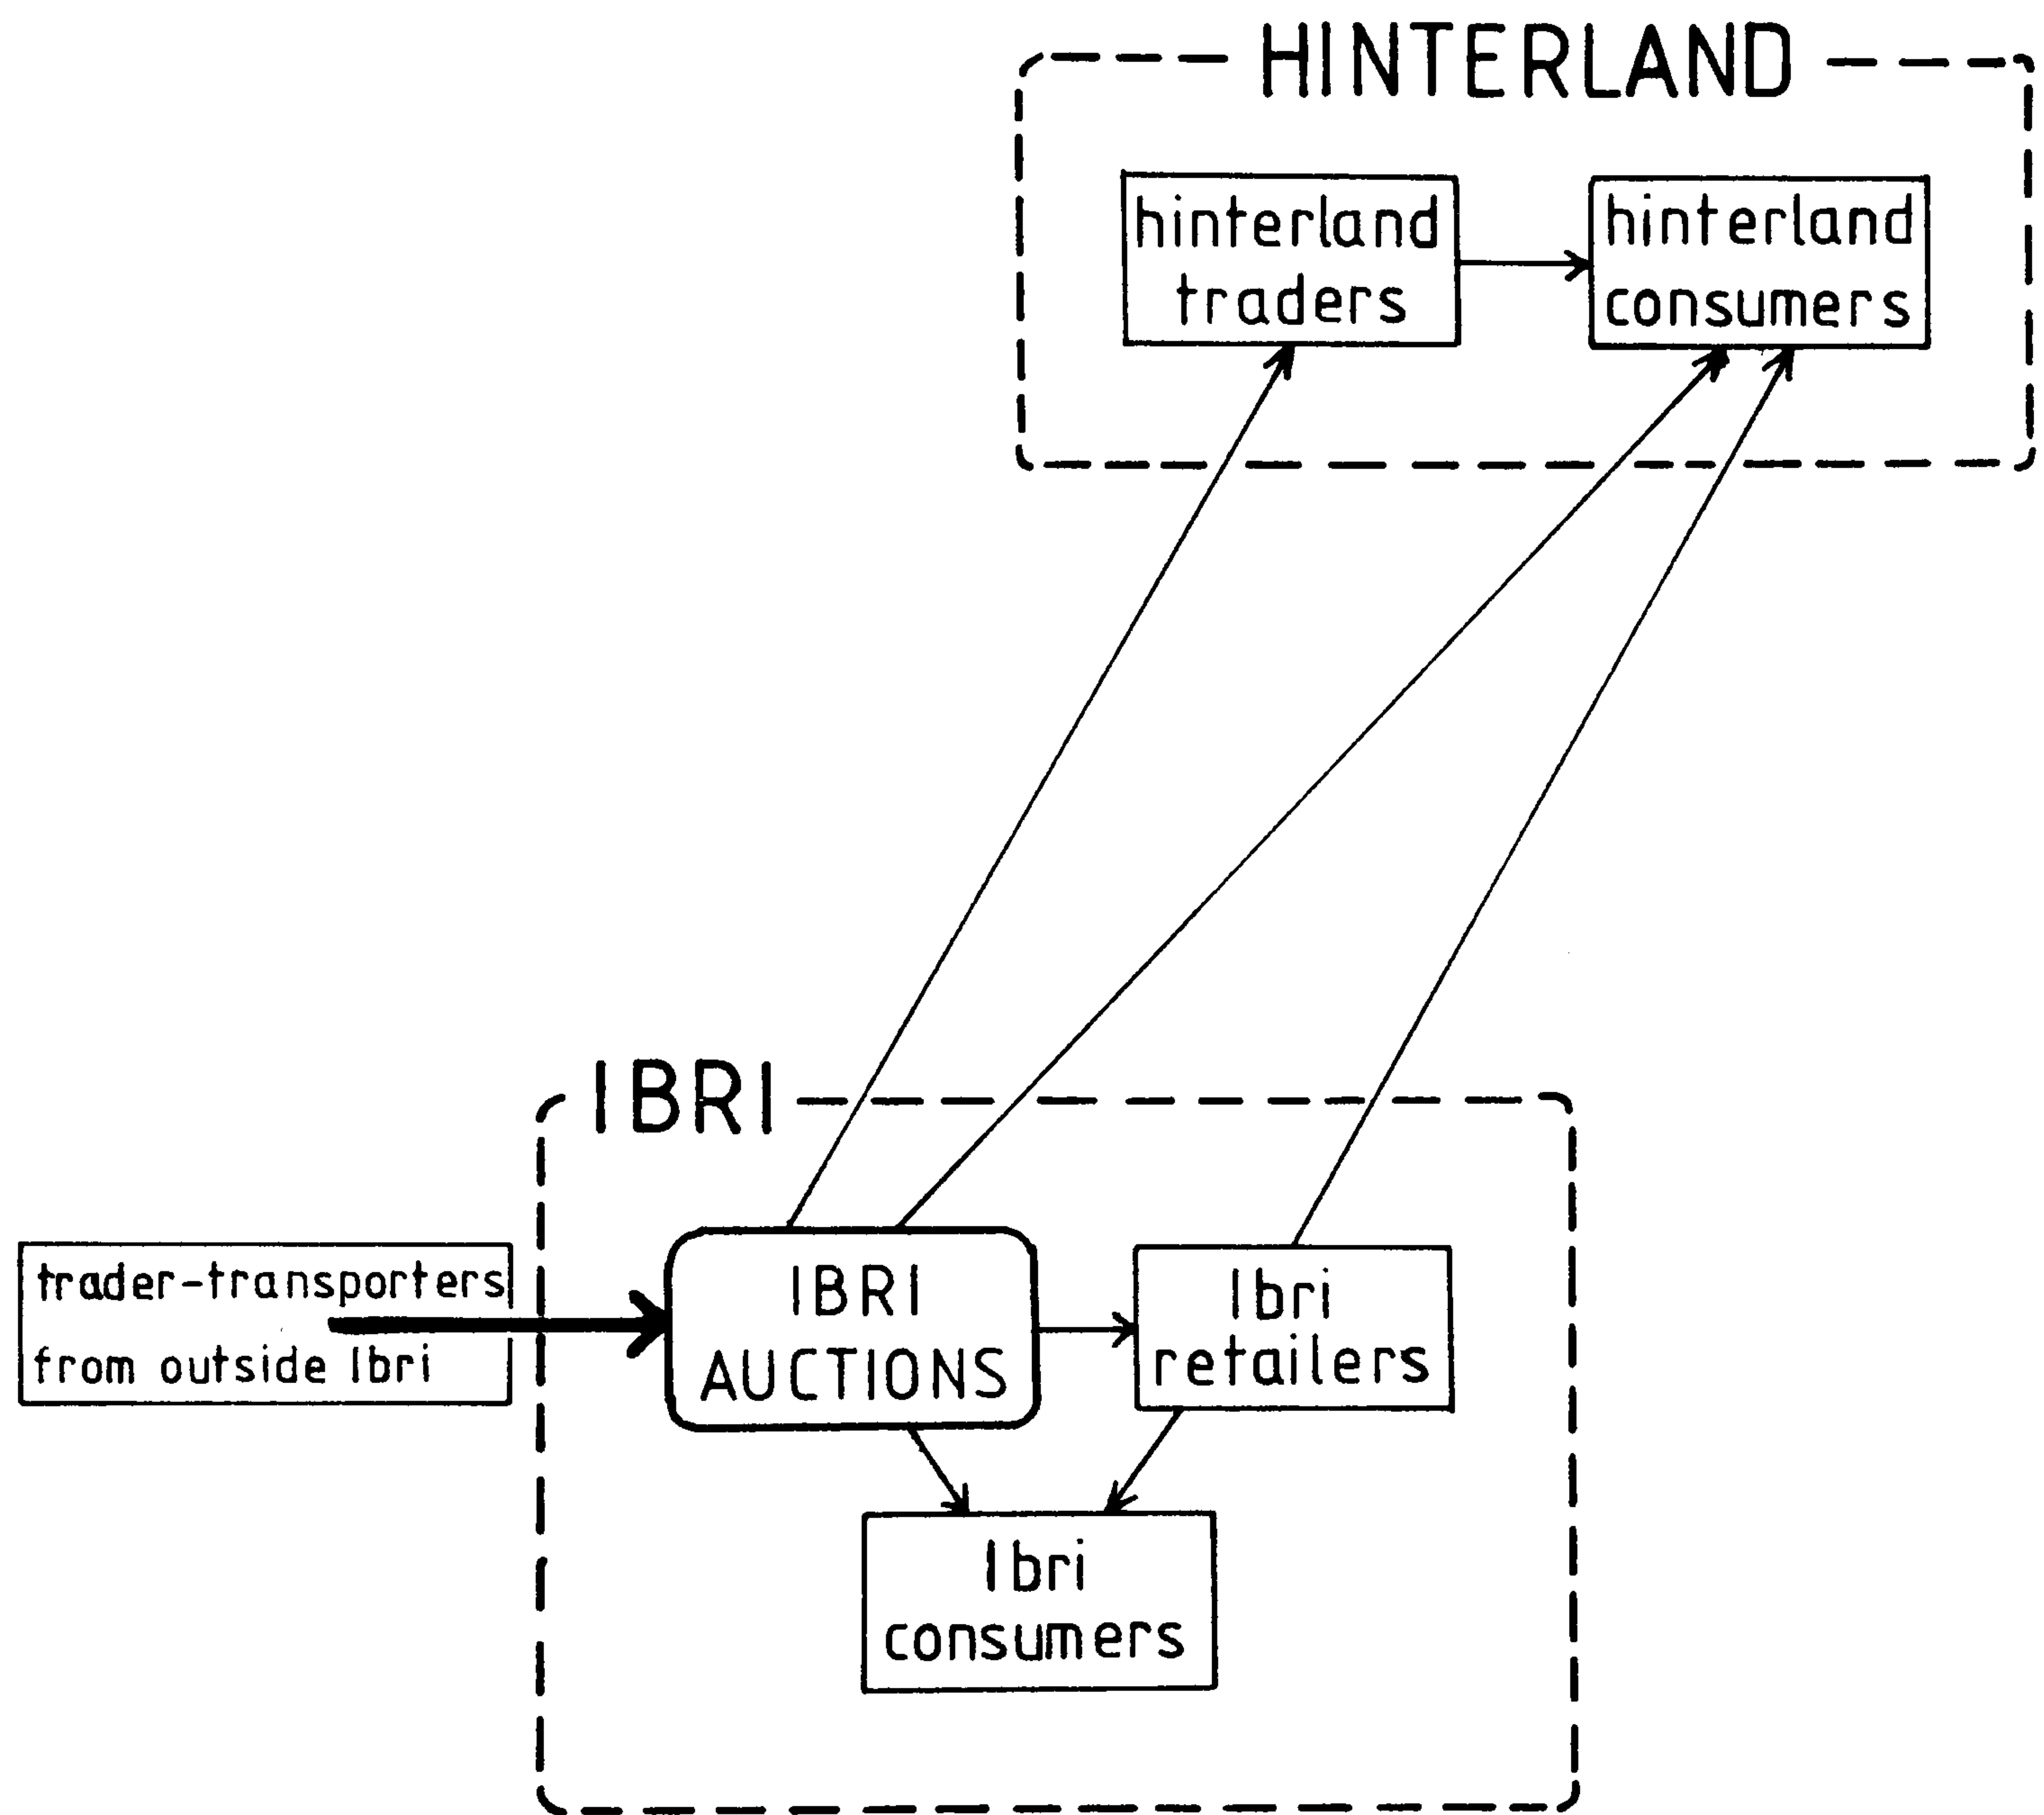 HINTERLAND
hinterland
traders
hinterland
consumers
IBRI
trader-transporters
from outside Ibri
IBRI
AUCTIONS
Ibri
retailers
Ibri
consumers